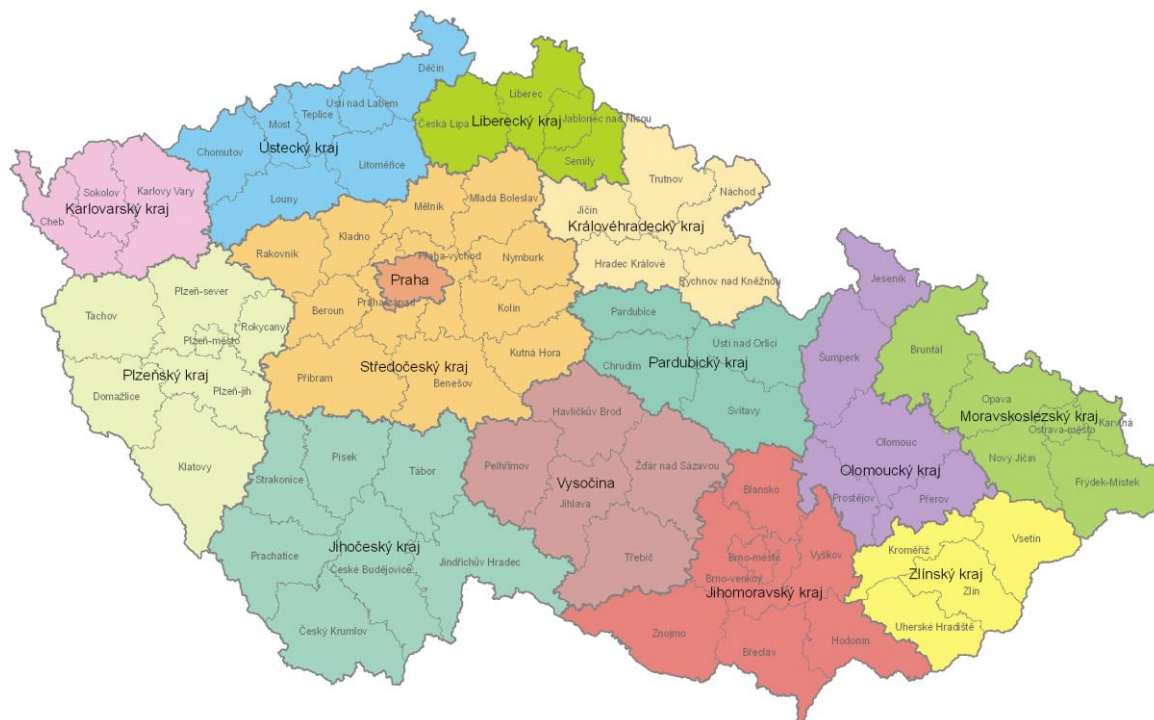 Děčín
Ústí nad Labem
Teplice
Most
Chomutov
Ústecký kraj
Litoměřice
Louny
Liberec
Česká Lípa
Liberecký kraj
Jablonec nad Nisou
Semily
Karlovy Vary
Sokolov
Karlovarský kraj
Cheb
Trutnov
Náchod
Jičín
Královéhradecký kraj
Hradec Králové
Rychnov nad Kněžnou
Mladá Boleslav
Mělník
Kladno
Rakovník
Praha-východ
Nymburk
Praha
Praha-západ
Beroun
Kolín
Kutná Hora
Středočeský kraj
Příbram
Benešov
Plzeň-sever
Tachov
Rokycany
Plzeň-město
Plzeňský kraj
Domažlice
Plzeň-jih
Klatovy
Pardubice
Ústí nad Orlicí
Pardubický kraj
Chrudim
Svitavy
Jeseník
Šumperk
Olomouc
Olomoucký kraj
Prostějov
Přerov
Bruntál
Opava
Moravskoslezský kraj
Karviná
Ostrava-město
Nový Jičín
Frýdek-Místek
Havlíčkův Brod
Pelhřimov
Žďár nad Sázavou
Vysočina
Jihlava
Třebíč
Písek
Tábor
Strakonice
Jihočeský kraj
Prachatice
České Budějovice
Jindřichův Hradec
Český Krumlov
Blansko
Brno-město
Vyškov
Brno-venkov
Jihomoravský kraj
Znojmo
Hodonín
Břeclav
Vsetín
Kroměříž
Zlínský kraj
Zlín
Uherské Hradiště